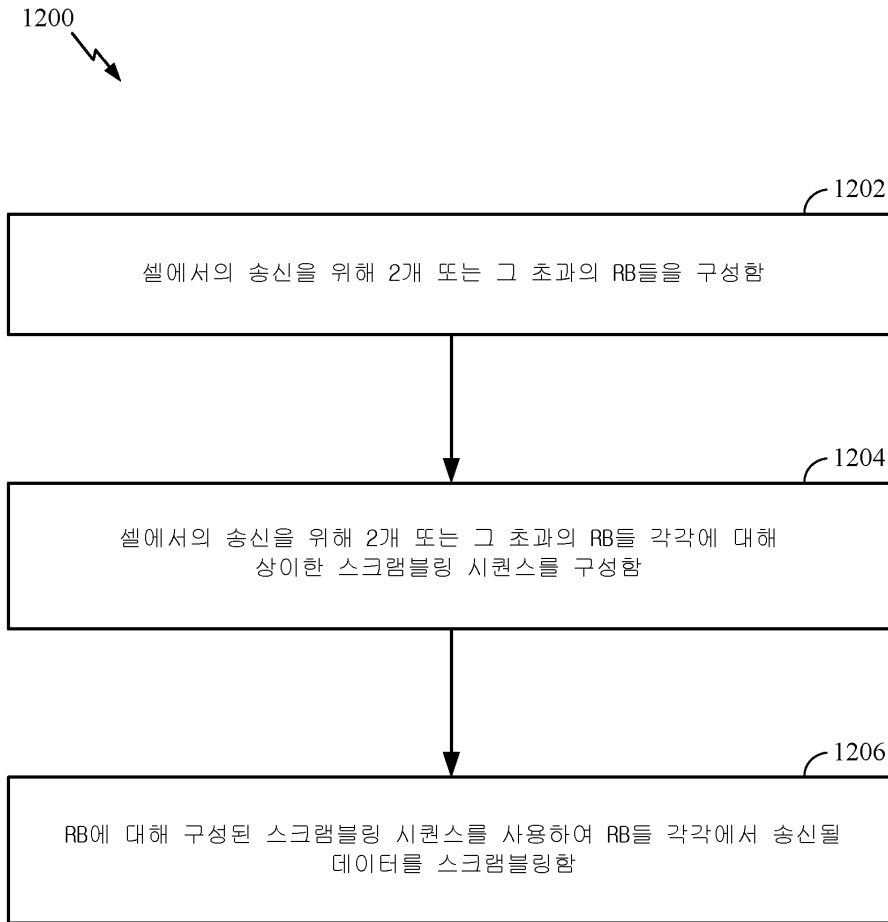 1200
1202
셀에서의 송신을 위해 2개 또는 그 초과의 RB들을 구성함
1204
셀에서의 송신을 위해 2개 또는 그 초과의 RB들 각각에 대해
상이한 스크램블링 시퀀스를 구성함
1206
RB에 대해 구성된 스크램블링 시퀀스를 사용하여 RB들 각각에서 송신될
데이터를 스크램블링함